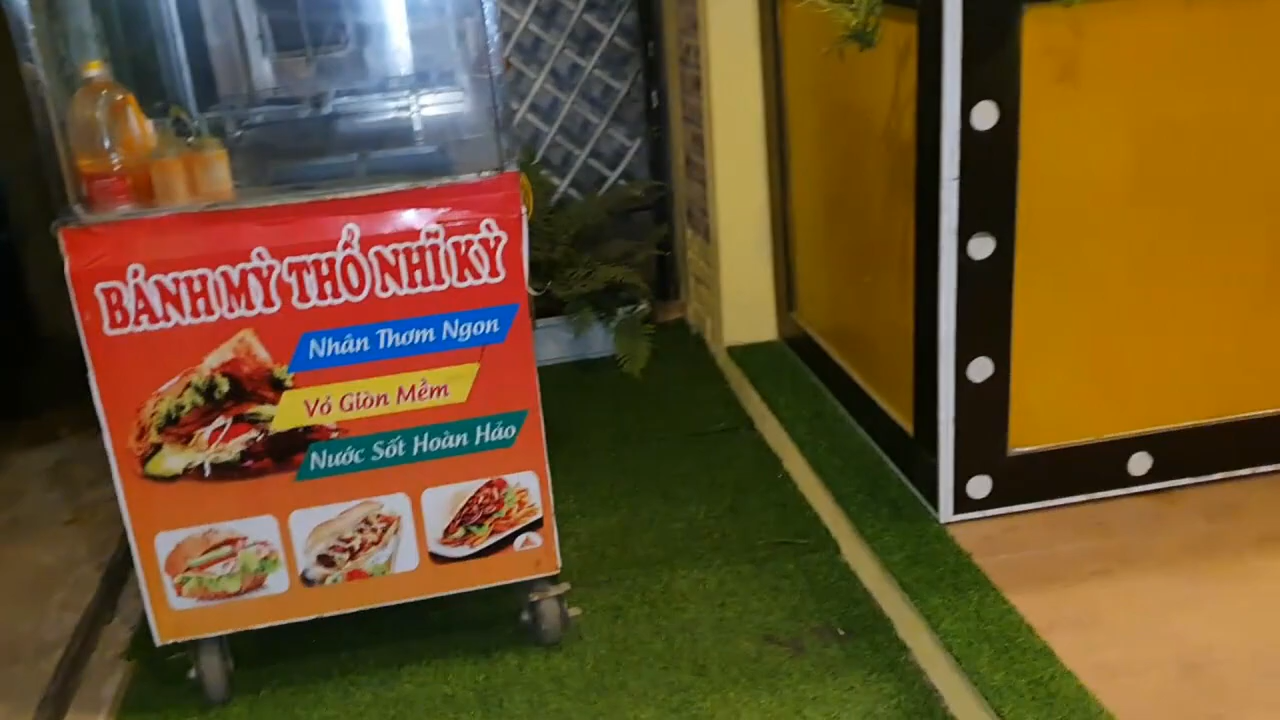 BÁNH MỲ THỔ NHĨ KỲ
Nhân Thơm Ngon
Vỏ Giòn Mềm
Nước Sốt Hoàn Hảo